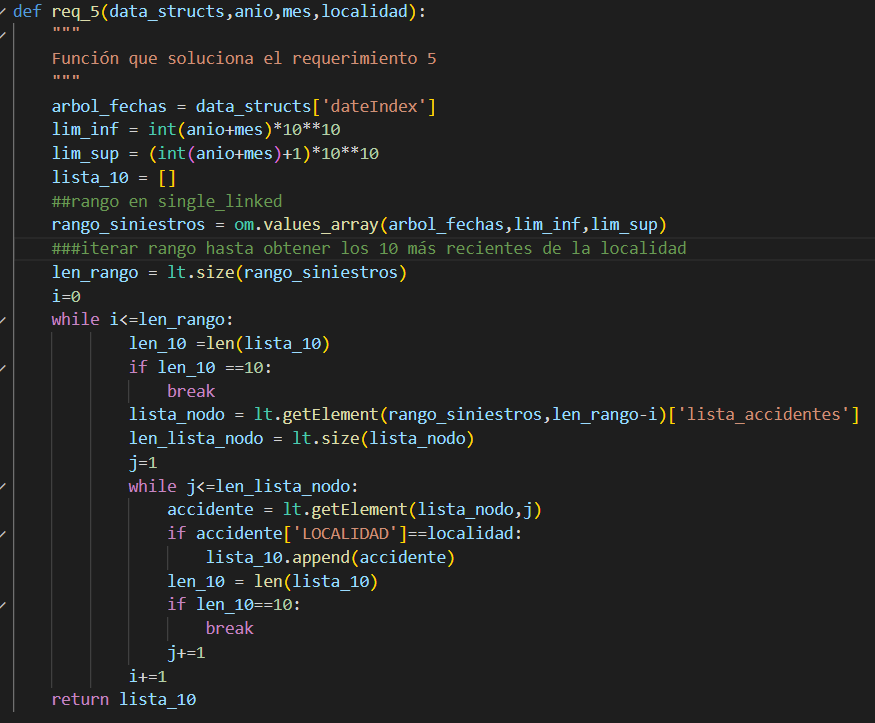 def req_5(data_structs,anio,mes,localidad):
    """
    Función que soluciona el requerimiento 5
    """
    arbol_fechas = data_structs['dateIndex']
    lim_inf = int(anio+mes)*10**10
    lim_sup = (int(anio+mes)+1)*10**10
    lista_10 = []
    ##rango en single_linked
    rango_siniestros = om.values_array(arbol_fechas,lim_inf,lim_sup)
    ###iterar rango hasta obtener los 10 más recientes de la localidad
    len_rango = lt.size(rango_siniestros)
    i=0
    while i<=len_rango:
            len_10 =len(lista_10)
            if len_10 ==10:
                break
            lista_nodo = lt.getElement(rango_siniestros,len_rango-i)['lista_accidentes']
            len_lista_nodo = lt.size(lista_nodo)
            j=1
            while j<=len_lista_nodo:
                accidente = lt.getElement(lista_nodo,j)
                if accidente['LOCALIDAD']==localidad:
                    lista_10.append(accidente)
                len_10 = len(lista_10)
                if len_10==10:
                    break
                j+=1
            i+=1
    return lista_10